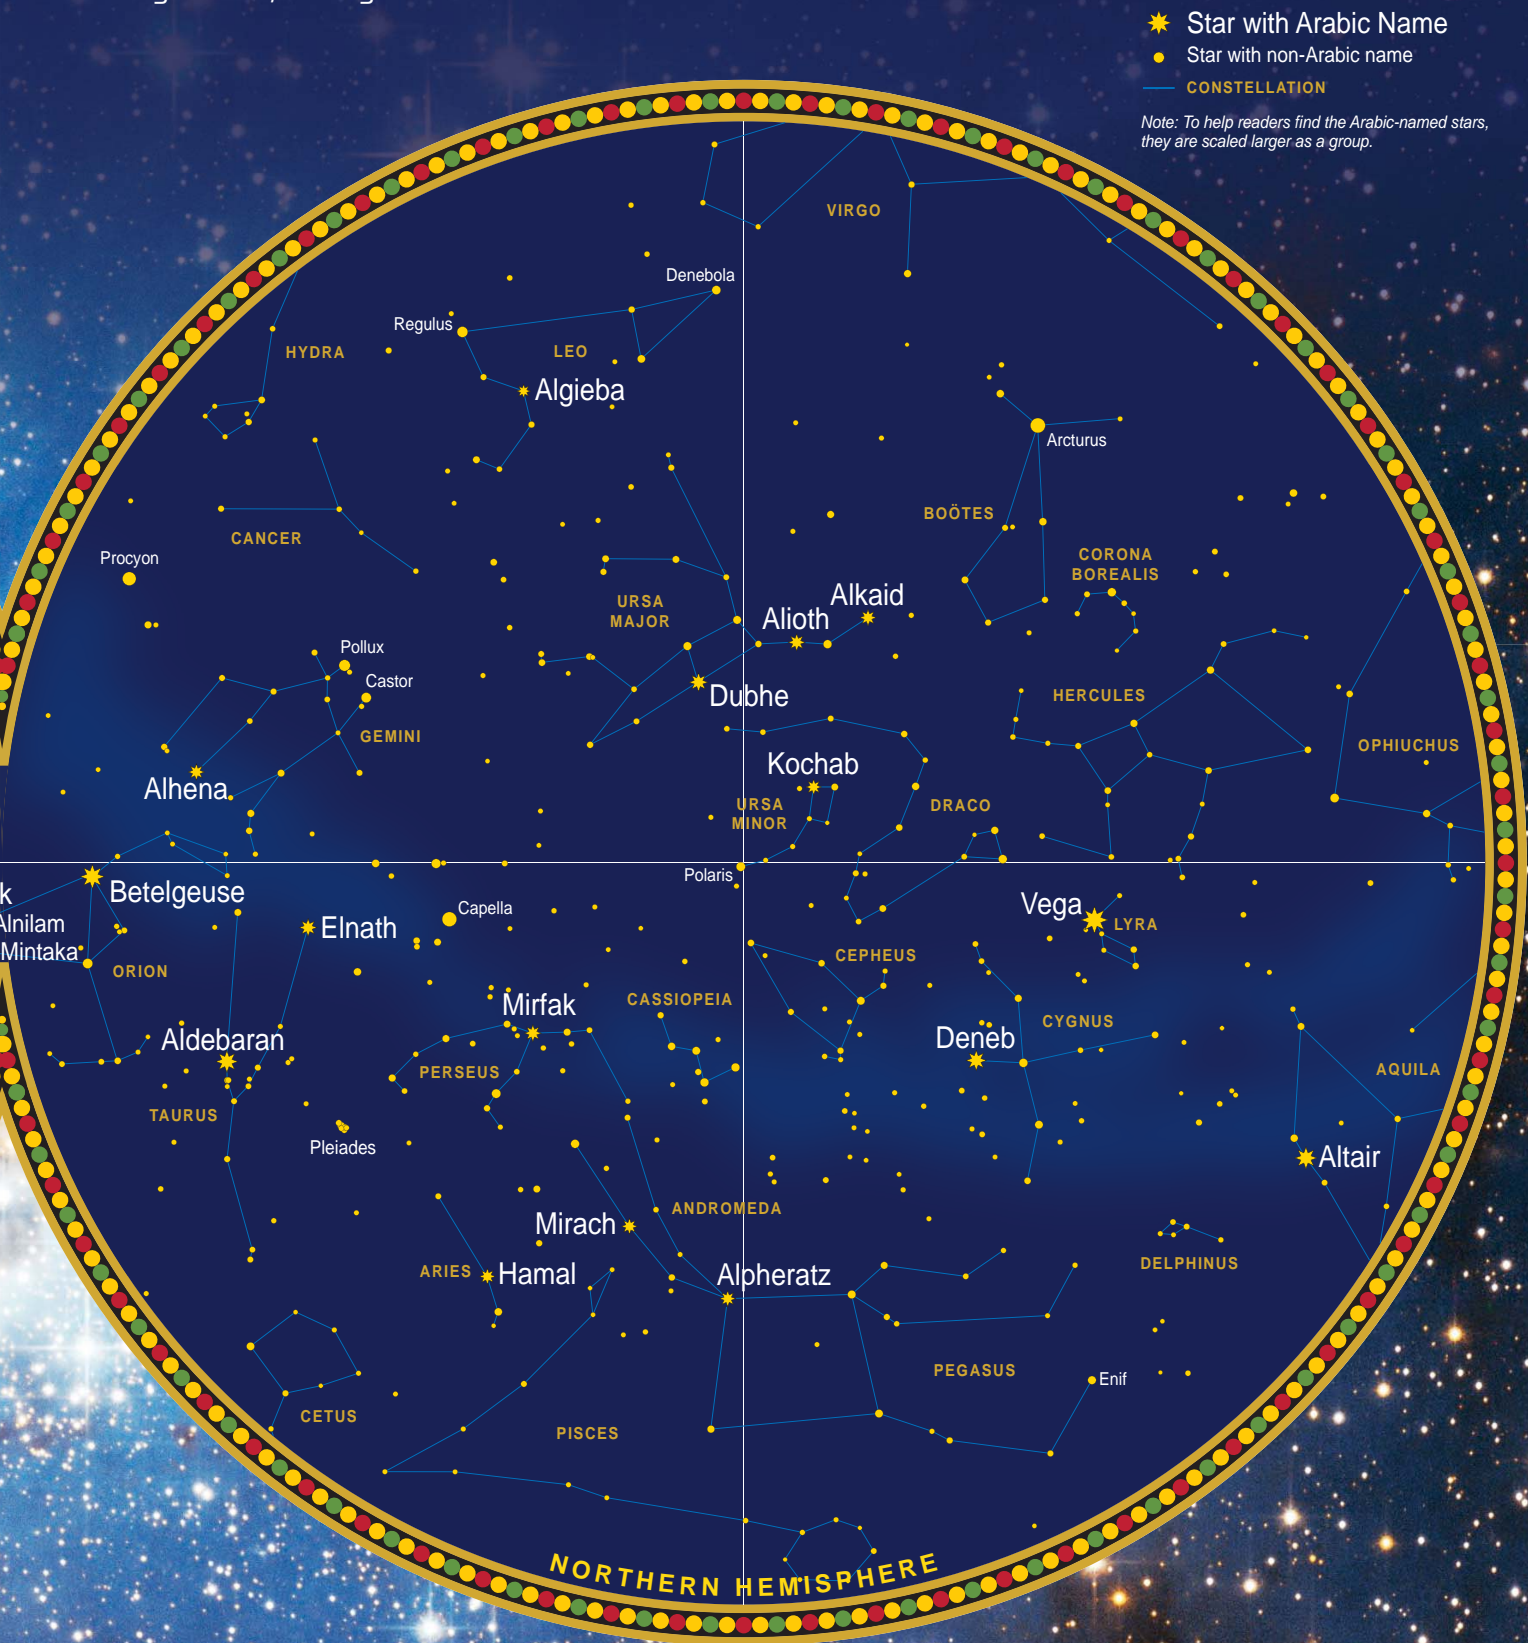 Star with Arabic Name
Star with non-Arabic name
CONSTELLATION
Note: To help readers find the Arabic-named stars,
they are scaled larger as a group.
VIRGO
Denebola
Regulus
HYDRA
LEO
Algieba
Arcturus
BOÖTES
CANCER
CORONA
BOREALIS
Procyon
URSA
MAJOR
Alkaid
Alioth
Pollux
Castor
Dubhe
HERCULES
GEMINI
OPHIUCHUS
Kochab
Alhena
URSA
MINOR
DRACO
Polaris
k
Betelgeuse
Alnilam
Mintaka
Elnath
Capella
Vega
LYRA
ORION
CEPHEUS
CASSIOPEIA
Mirfak
CYGNUS
Deneb
Aldebaran
PERSEUS
AQUILA
TAURUS
Pleiades
Altair
ANDROMEDA
Mirach
ARIES
Hamal
Alpheratz
DELPHINUS
PEGASUS
Enif
CETUS
PISCES
NORTHERN HEMISPHERE